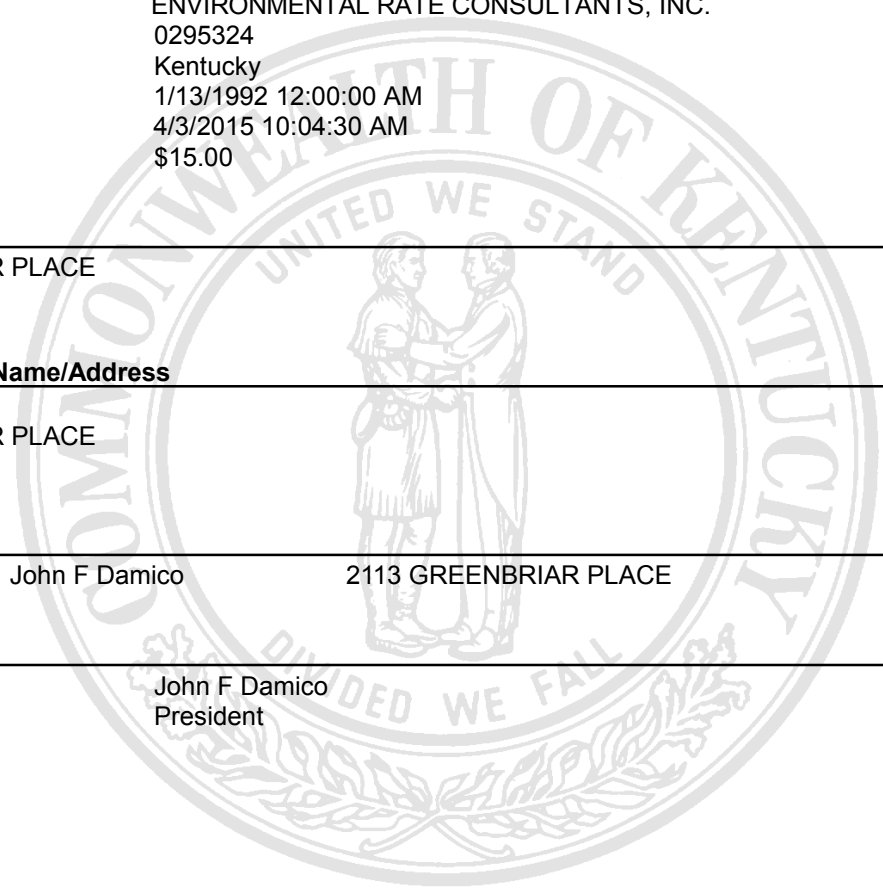 ENVIRONMENTAL RATE CONSULTANTS, INC.
0295324
Kentucky
1/13/1992 12:00:00 AM
4/3/2015 10:04:30 AM
$15.00
COMMONWEALTH OF KENTUCKY
UNITED WE STAND
R PLACE
Name/Address
R PLACE
John F Damico 2113 GREENBRIAR PLACE
DIVIDED WE FALL
John F Damico
President